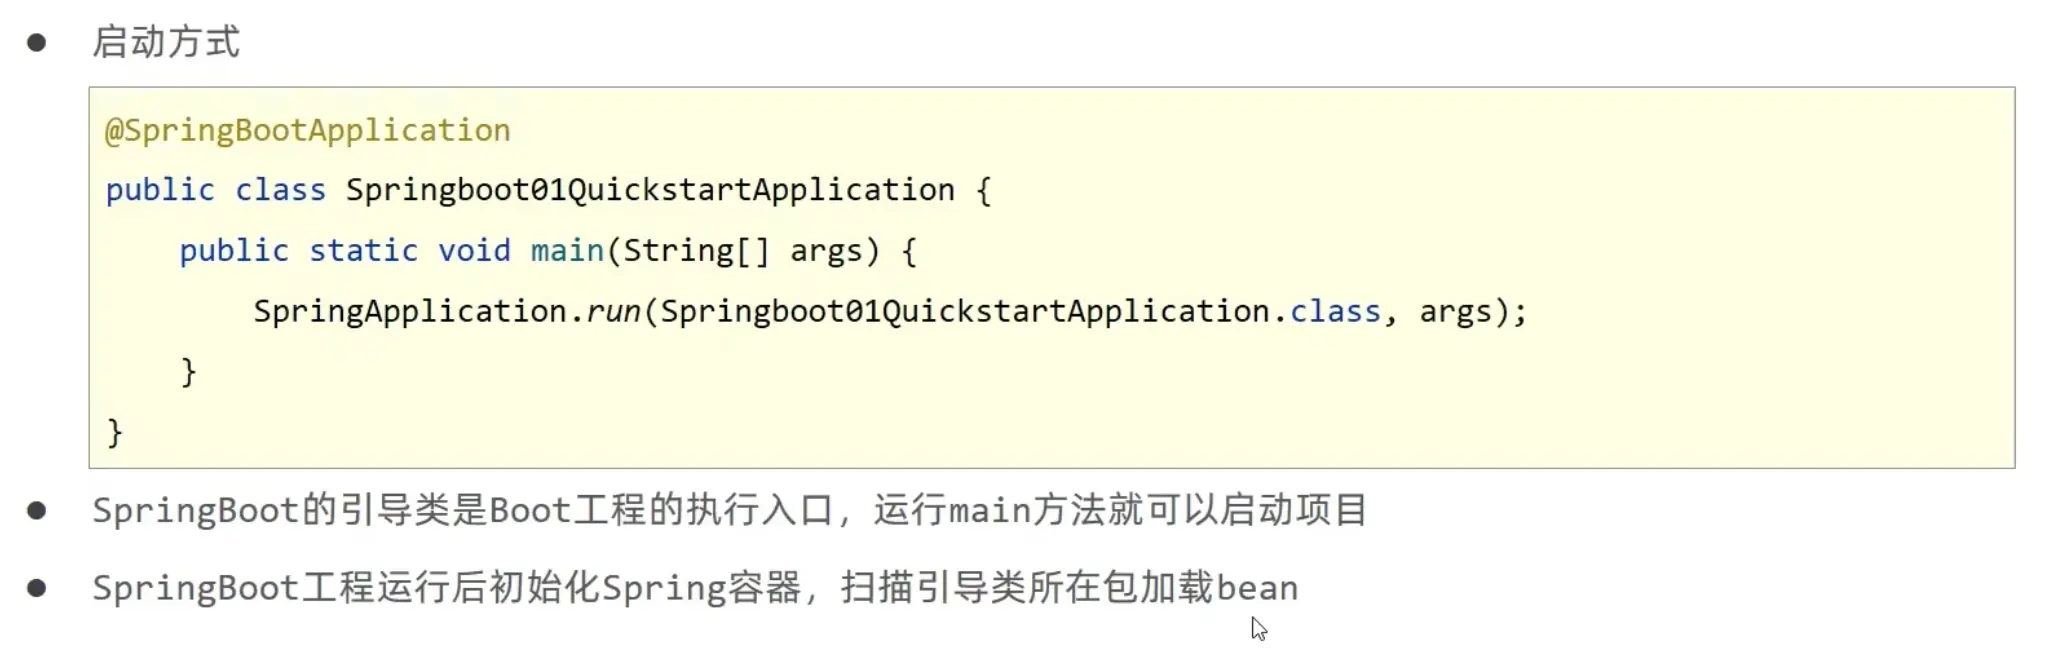 ● 启动方式
@SpringBootApplication
public class Springboot01QuickstartApplication {
    public static void main(String[] args) {
        SpringApplication.run(Springboot01QuickstartApplication.class, args);
    }
}
● SpringBoot的引导类是Boot工程的执行入口，运行main方法就可以启动项目
● SpringBoot工程运行后初始化Spring容器，扫描引导类所在包加载bean